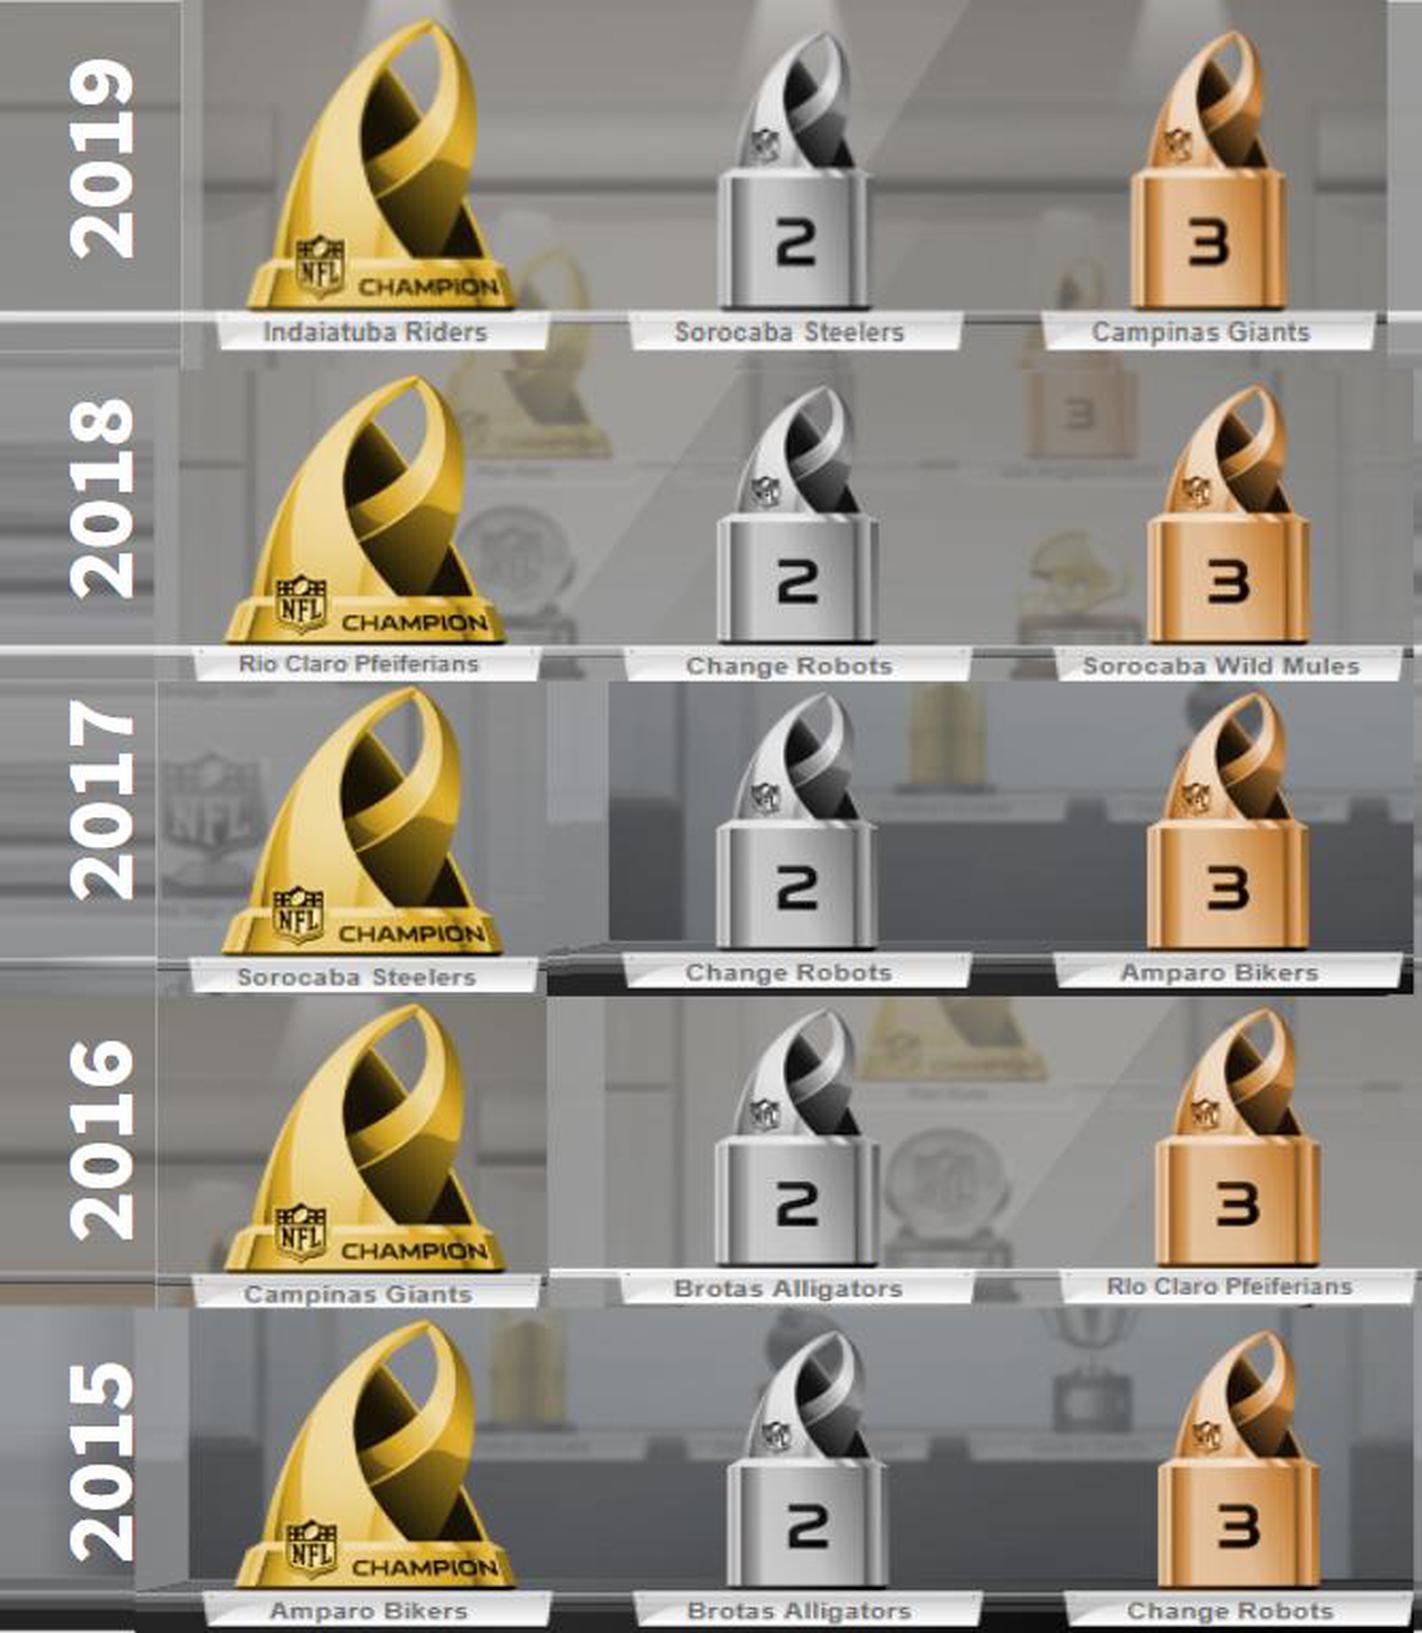 2019
NFL CHAMPION
2
3
Indaiatuba Riders
Sorocaba Steelers
Campinas Giants
2018
NFL CHAMPION
2
3
Rio Claro Pfeiferians
Change Robots
Sorocaba Wild Mules
2017
NFL CHAMPION
2
3
Sorocaba Steelers
Change Robots
Amparo Bikers
2016
NFL CHAMPION
2
3
Campinas Giants
Brotas Alligators
RIo Claro Pfeiferians
2015
NFL CHAMPION
2
3
Amparo Bikers
Brotas Alligators
Change Robots